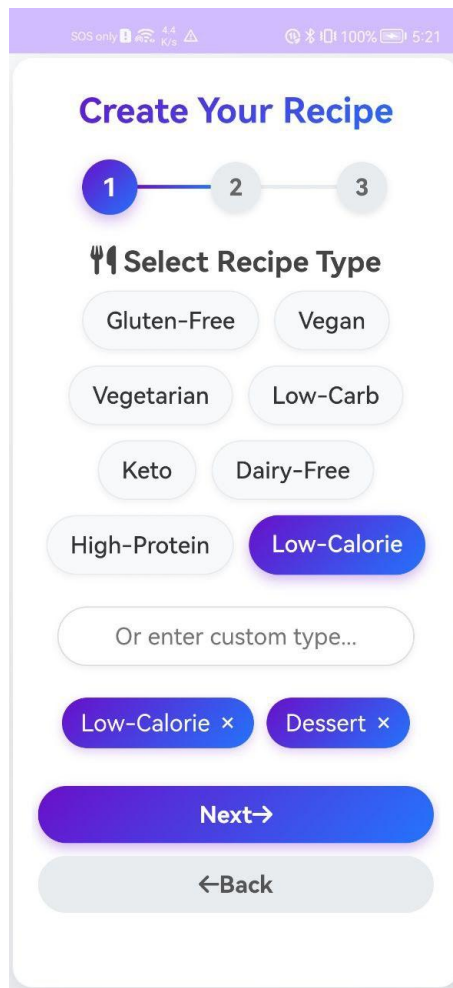 SOS only 4.4 K/s 100% 5:21
Create Your Recipe
1 2 3
Select Recipe Type
Gluten-Free Vegan
Vegetarian Low-Carb
Keto Dairy-Free
High-Protein Low-Calorie
Or enter custom type...
Low-Calorie × Dessert ×
Next→
←Back